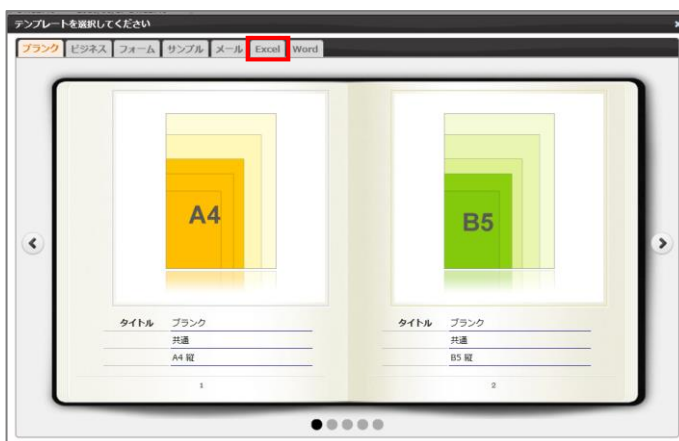 テンプレートを選択してください
ブランク ビジネス フォーム サンプル メール Excel Word
A4
B5
タイトル ブランク
共通
A4 縦
1
タイトル ブランク
共通
B5 縦
2